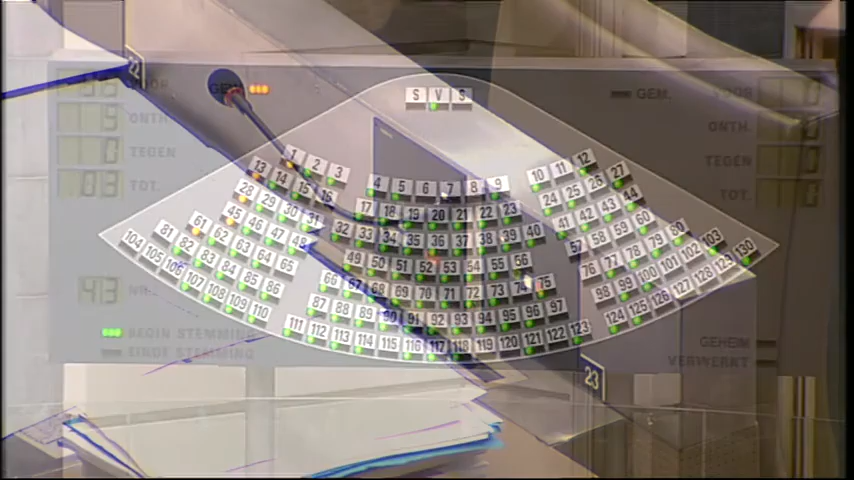 22
GEM.
S V S
GEM.
VOOR
9 ONTH.
ONTH.
0 TEGEN
TEGEN 0
103 TOT.
TOT. 0
1 2 3 4 5 6 7 8 9 10 11 12
13 14 15 16 17 18 19 20 21 22 23 24 25 26 27
28 29 30 31 32 33 34 35 36 37 38 39 40 41 42 43 44
45 46 47 48 49 50 51 52 53 54 55 56 57 58 59 60
61 62 63 64 65 66 67 68 69 70 71 72 73 74 75 76 77 78 79 80
81 82 83 84 85 86 87 88 89 90 91 92 93 94 95 96 97 98 99 100 101 102 103
104 105 106 107 108 109 110 111 112 113 114 115 116 117 118 119 120 121 122 123 124 125 126 127 128 129 130
413 NR.
BEGIN STEMMING
EINDE STEMMING
GEHEIM
VERWERKT
23